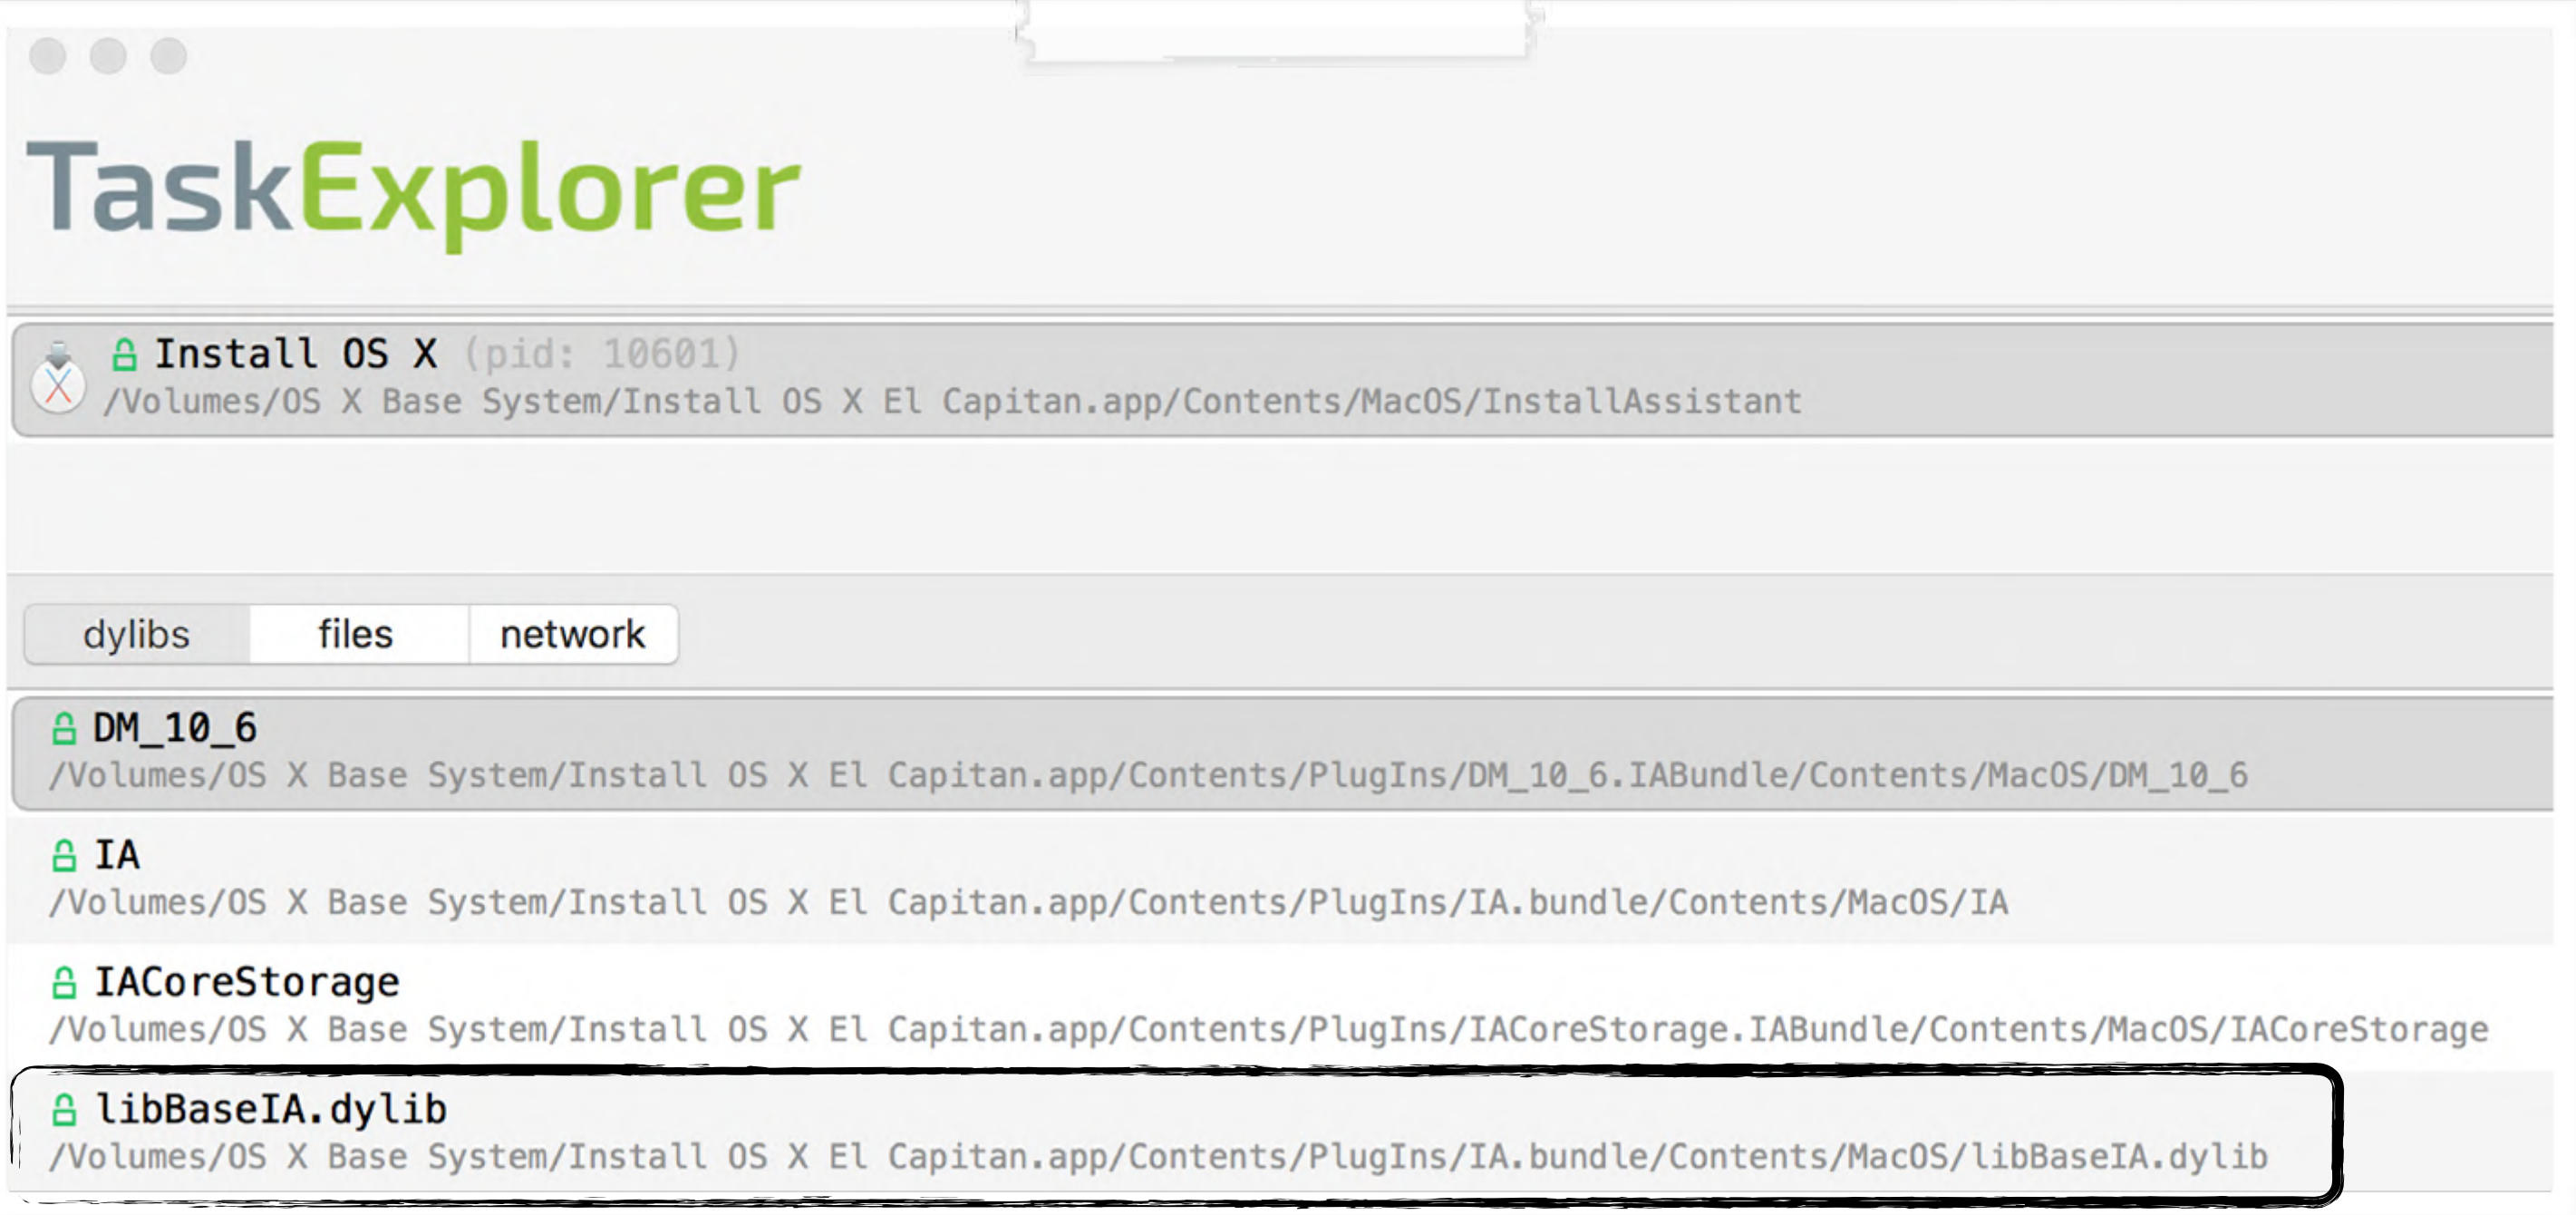 TaskExplorer
Install OS X (pid: 10601)
/Volumes/OS X Base System/Install OS X El Capitan.app/Contents/MacOS/InstallAssistant
dylibs files network
DM_10_6
/Volumes/OS X Base System/Install OS X El Capitan.app/Contents/PlugIns/DM_10_6.IABundle/Contents/MacOS/DM_10_6
IA
/Volumes/OS X Base System/Install OS X El Capitan.app/Contents/PlugIns/IA.bundle/Contents/MacOS/IA
IACoreStorage
/Volumes/OS X Base System/Install OS X El Capitan.app/Contents/PlugIns/IACoreStorage.IABundle/Contents/MacOS/IACoreStorage
libBaseIA.dylib
/Volumes/OS X Base System/Install OS X El Capitan.app/Contents/PlugIns/IA.bundle/Contents/MacOS/libBaseIA.dylib